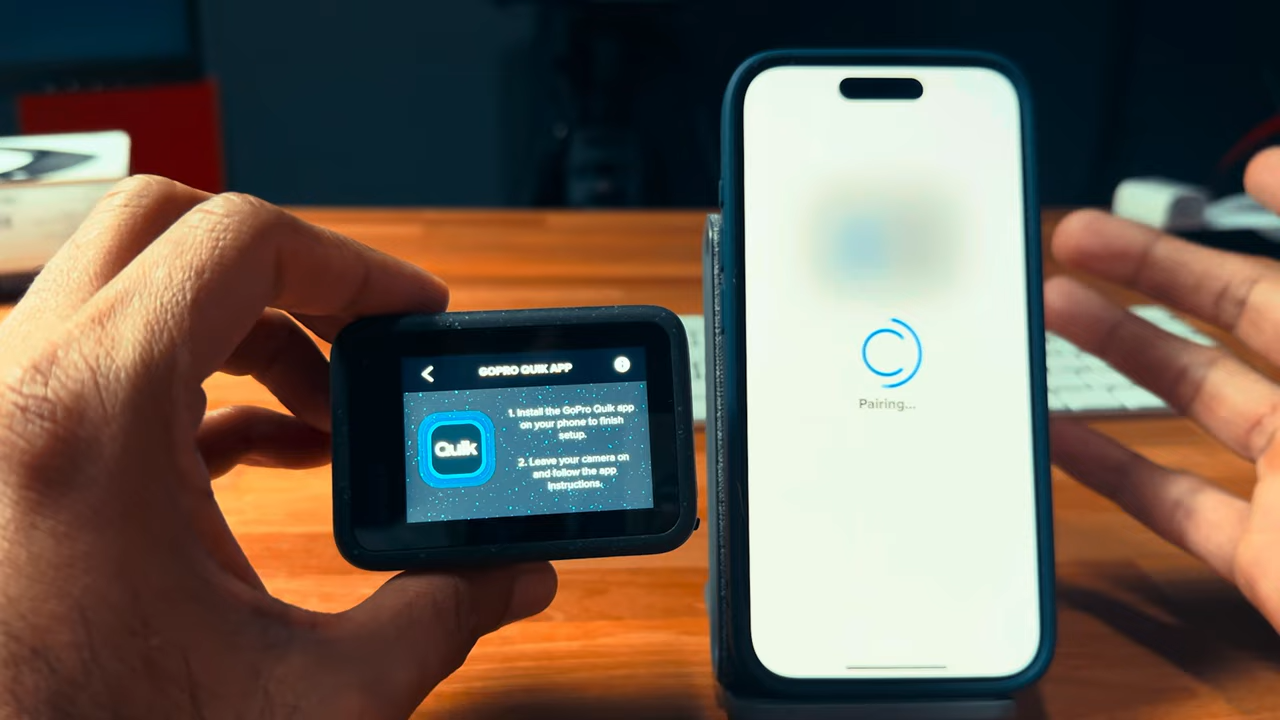 GOPRO QUIK APP
Quik
1. Install the GoPro Quik app
on your phone to finish
setup.
2. Leave your camera on
and follow the app
instructions.
Pairing...